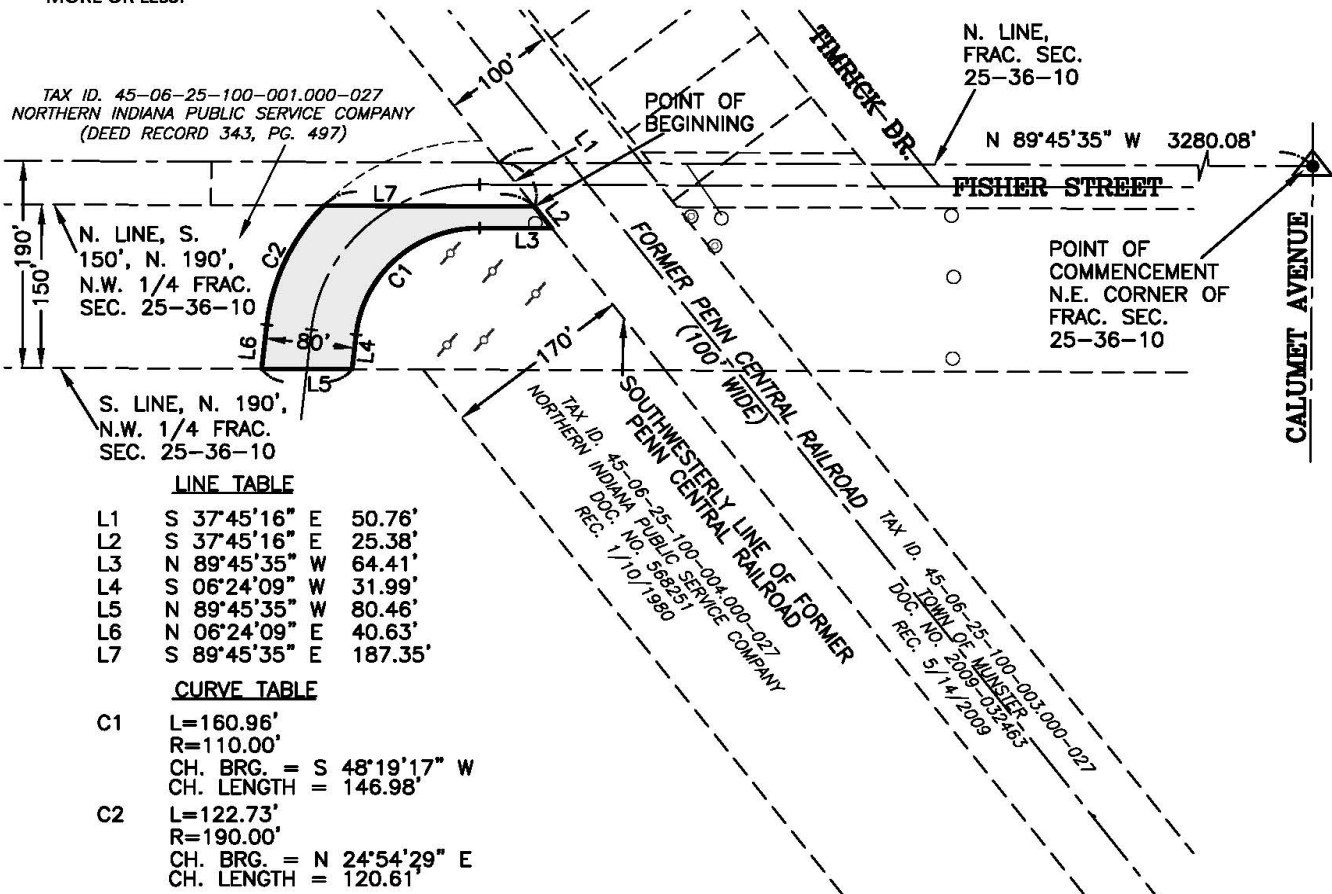 MORE OR LESS.
TAX ID. 45-06-25-100-001.000-027
NORTHERN INDIANA PUBLIC SERVICE COMPANY
(DEED RECORD 343, PG. 497)
100'
L1
POINT OF
BEGINNING
TIMRICK DR.
N. LINE,
FRAC. SEC.
25-36-10
N 89°45'35" W 3280.08'
FISHER STREET
CALUMET AVENUE
POINT OF
COMMENCEMENT
N.E. CORNER OF
FRAC. SEC.
25-36-10
190'
150'
N. LINE, S.
150', N. 190',
N.W. 1/4 FRAC.
SEC. 25-36-10
L7
L2
L3
C2
C1
L6
80'
L4
L5
170'
S. LINE, N. 190',
N.W. 1/4 FRAC.
SEC. 25-36-10
FORMER PENN CENTRAL RAILROAD
(100' WIDE)
SOUTHWESTERLY LINE OF FORMER
PENN CENTRAL RAILROAD
TAX ID. 45-06-25-100-004.000-027
NORTHERN INDIANA PUBLIC SERVICE COMPANY
DOC. NO. 568251
REC. 1/10/1980
TAX ID. 45-06-25-100-003.000-027
TOWN OF MUNSTER
DOC. NO. 2009-032463
REC. 5/14/2009
LINE TABLE
L1 S 37°45'16" E 50.76'
L2 S 37°45'16" E 25.38'
L3 N 89°45'35" W 64.41'
L4 S 06°24'09" W 31.99'
L5 N 89°45'35" W 80.46'
L6 N 06°24'09" E 40.63'
L7 S 89°45'35" E 187.35'
CURVE TABLE
C1 L=160.96'
R=110.00'
CH. BRG. = S 48°19'17" W
CH. LENGTH = 146.98'
C2 L=122.73'
R=190.00'
CH. BRG. = N 24°54'29" E
CH. LENGTH = 120.61'